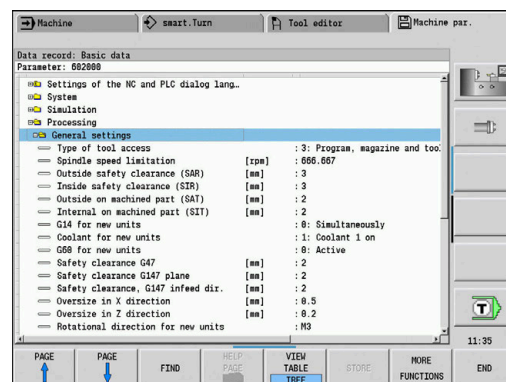 Machine smart.Turn Tool editor Machine par.
Data record: Basic data
Parameter: 602000
Settings of the NC and PLC dialog lang…
System
Simulation
Processing
General settings
Type of tool access : 3: Program, magazine and too
Spindle speed limitation [rpm] : 666.667
Outside safety clearance (SAR) [mm] : 3
Inside safety clearance (SIR) [mm] : 3
Outside on machined part (SAT) [mm] : 2
Internal on machined part (SIT) [mm] : 2
G14 for new units : 0: Simultaneously
Coolant for new units : 1: Coolant 1 on
G60 for new units : 0: Active
Safety clearance G47 [mm] : 2
Safety clearance G147 plane [mm] : 2
Safety clearance, G147 infeed dir. [mm] : 2
Oversize in X direction [mm] : 0.5
Oversize in Z direction [mm] : 0.2
Rotational direction for new units : M3
T
11:35
PAGE PAGE FIND HELP PAGE VIEW TABLE TREE STORE MORE FUNCTIONS END